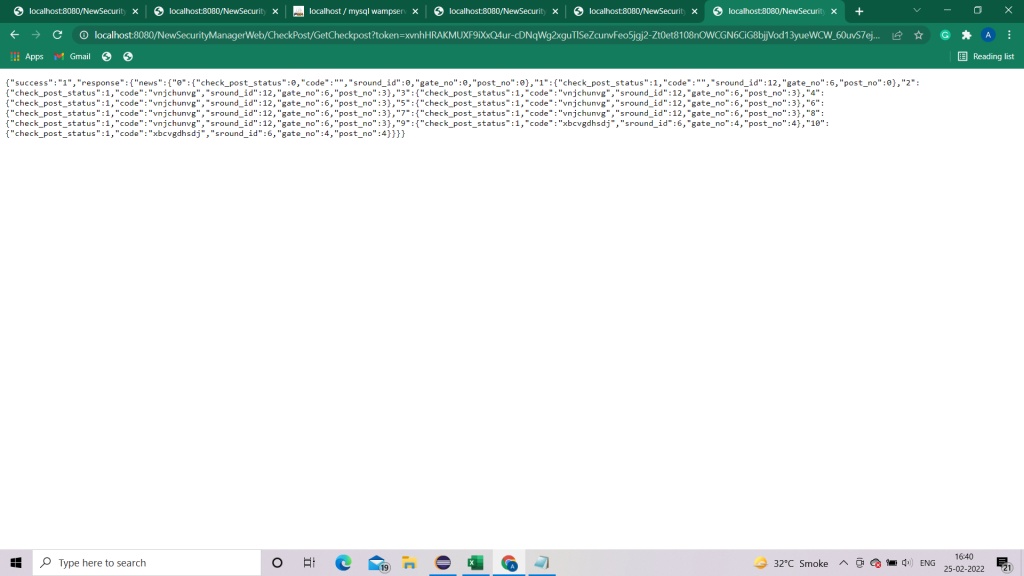 localhost:8080/NewSecurity
localhost:8080/NewSecurity
localhost / mysql wampser
localhost:8080/NewSecurity
localhost:8080/NewSecurity
localhost:8080/NewSecurity
localhost:8080/NewSecurityManagerWeb/CheckPost/GetCheckpost?token=xvnhHRAKMUXF9iXxQ4ur-cDNqWg2xguTlSeZcunvFeo5jgj2-Zt0et8108nOWCGN6CiG8bjjVod13yueWCW_60uvS7ej...
Apps
Gmail
Reading list
{"success":"1","response":{"news":{"0":{"check_post_status":0,"code":"","sround_id":0,"gate_no":0,"post_no":0},"1":{"check_post_status":1,"code":"","sround_id":12,"gate_no":6,"post_no":0},"2":
{"check_post_status":1,"code":"vnjchunvg","sround_id":12,"gate_no":6,"post_no":3},"3":{"check_post_status":1,"code":"vnjchunvg","sround_id":12,"gate_no":6,"post_no":3},"4":
{"check_post_status":1,"code":"vnjchunvg","sround_id":12,"gate_no":6,"post_no":3},"5":{"check_post_status":1,"code":"vnjchunvg","sround_id":12,"gate_no":6,"post_no":3},"6":
{"check_post_status":1,"code":"vnjchunvg","sround_id":12,"gate_no":6,"post_no":3},"7":{"check_post_status":1,"code":"vnjchunvg","sround_id":12,"gate_no":6,"post_no":3},"8":
{"check_post_status":1,"code":"vnjchunvg","sround_id":12,"gate_no":6,"post_no":3},"9":{"check_post_status":1,"code":"xbcvgdhsdj","sround_id":6,"gate_no":4,"post_no":4},"10":
{"check_post_status":1,"code":"xbcvgdhsdj","sround_id":6,"gate_no":4,"post_no":4}}}}
Type here to search
19
32°C Smoke
ENG
16:40
25-02-2022
21